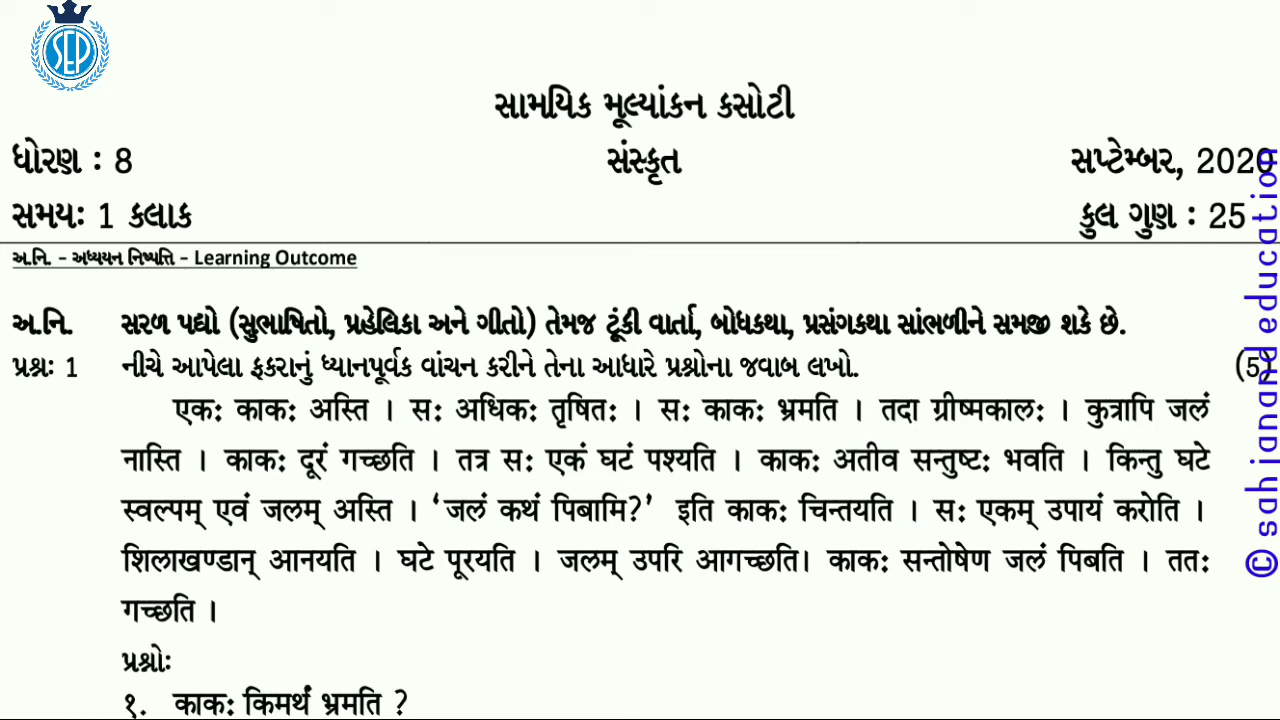 SEP
સામયિક મૂલ્યાંકન કસોટી
ધોરણ : 8 સંસ્કૃત સપ્ટેમ્બર, 2020
સમય: 1 કલાક કુલ ગુણ : 25
અ.નિ. - અધ્યયન નિષ્પત્તિ - Learning Outcome
અ.નિ. સરળ પદ્યો (સુભાષિતો, પ્રહેલિકા અને ગીતો) તેમજ ટૂંકી વાર્તા, બોધકથા, પ્રસંગકથા સાંભળીને સમજી શકે છે.
પ્રશ્ન: 1 નીચે આપેલા ફકરાનું ધ્યાનપૂર્વક વાંચન કરીને તેના આધારે પ્રશ્નોના જવાબ લખો. (5)
एकः काकः अस्ति । सः अधिकः तृषितः । सः काकः भ्रमति । तदा ग्रीष्मकालः । कुत्रापि जलं
नास्ति । काकः दूरं गच्छति । तत्र सः एकं घटं पश्यति । काकः अतीव सन्तुष्टः भवति । किन्तु घटे
स्वल्पम् एवं जलम् अस्ति । ‘जलं कथं पिबामि?’ इति काकः चिन्तयति । सः एकम् उपायं करोति ।
शिलाखण्डान् आनयति । घटे पूरयति । जलम् उपरि आगच्छति। काकः सन्तोषेण जलं पिबति । ततः
गच्छति ।
પ્રશ્નો:
१. काकः किमर्थं भ्रमति ?
© sahjanand education